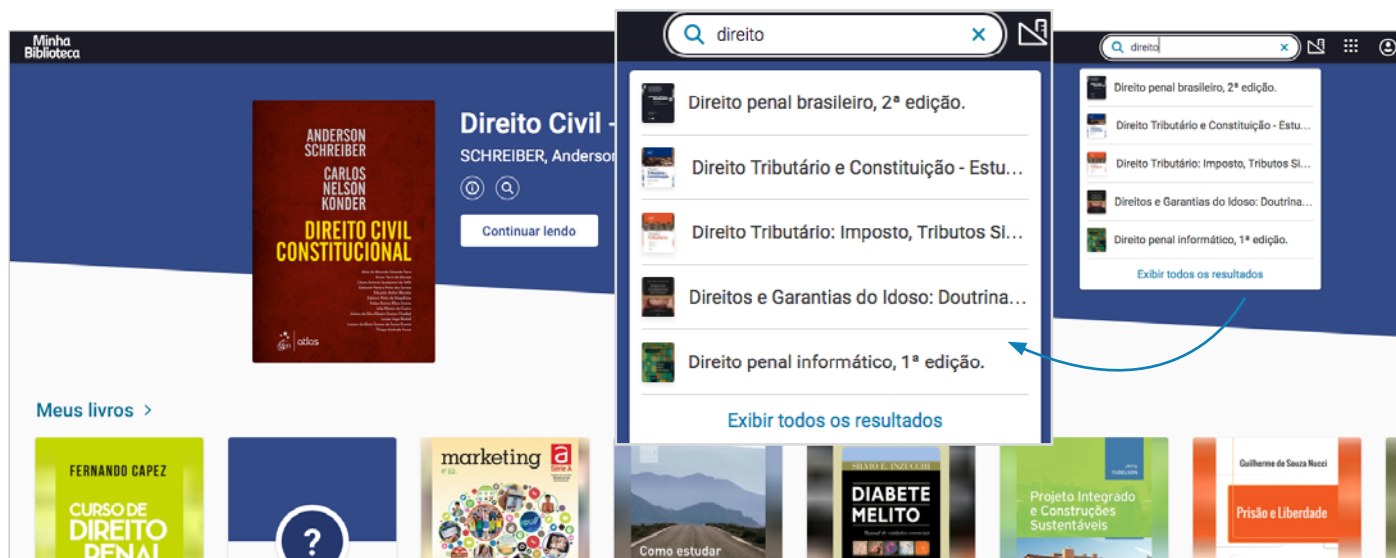 Minha
Biblioteca
ANDERSON
SCHREIBER
CARLOS
NELSON
KONDER
DIREITO CIVIL
CONSTITUCIONAL
atlas
Direito Civil -
SCHREIBER, Anderson
Continuar lendo
direito
Direito penal brasileiro, 2ª edição.
Direito Tributário e Constituição - Estu...
Direito Tributário: Imposto, Tributos Si...
Direitos e Garantias do Idoso: Doutrina...
Direito penal informático, 1ª edição.
Exibir todos os resultados
direito
Direito penal brasileiro, 2ª edição.
Direito Tributário e Constituição - Estu...
Direito Tributário: Imposto, Tributos Si...
Direitos e Garantias do Idoso: Doutrina...
Direito penal informático, 1ª edição.
Exibir todos os resultados
Meus livros >
FERNANDO CAPEZ
CURSO DE
DIREITO
PENAL
?
marketing
a
Série A
Como estudar
SILVIO E. INZUCCHI
DIABETE
MELITO
Jerry
YUDELSON
Projeto Integrado
e Construções
Sustentáveis
Guilherme de Souza Nucci
Prisão e Liberdade